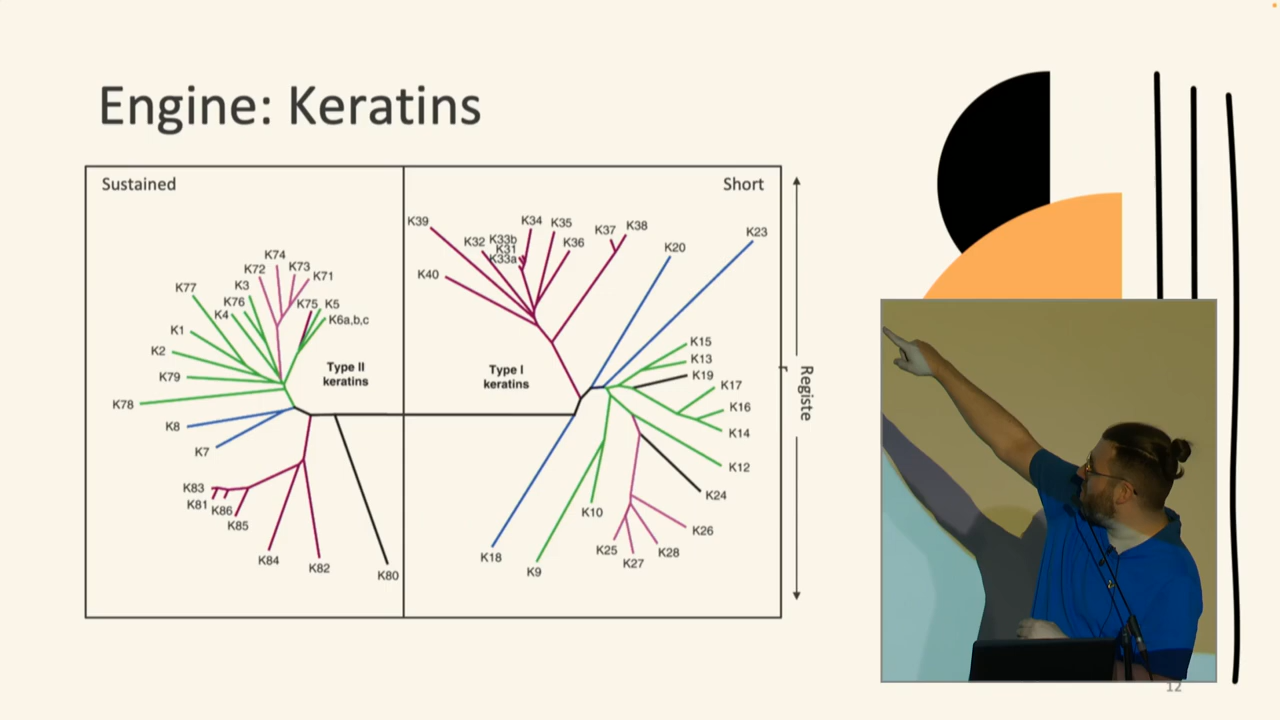 Engine: Keratins
Sustained
Short
K39
K34
K35
K37
K38
K32
K33b
K31
K33a
K36
K23
K20
K40
K74
K72
K73
K71
K77
K3
K76
K4
K75
K5
K6a,b,c
K1
K2
K79
K78
K8
K7
Type II
keratins
Type I
keratins
K15
K13
K19
K17
K16
K14
K12
K24
K26
K28
K27
K25
K10
K9
K18
K83
K81
K86
K85
K84
K82
K80
Registe
12